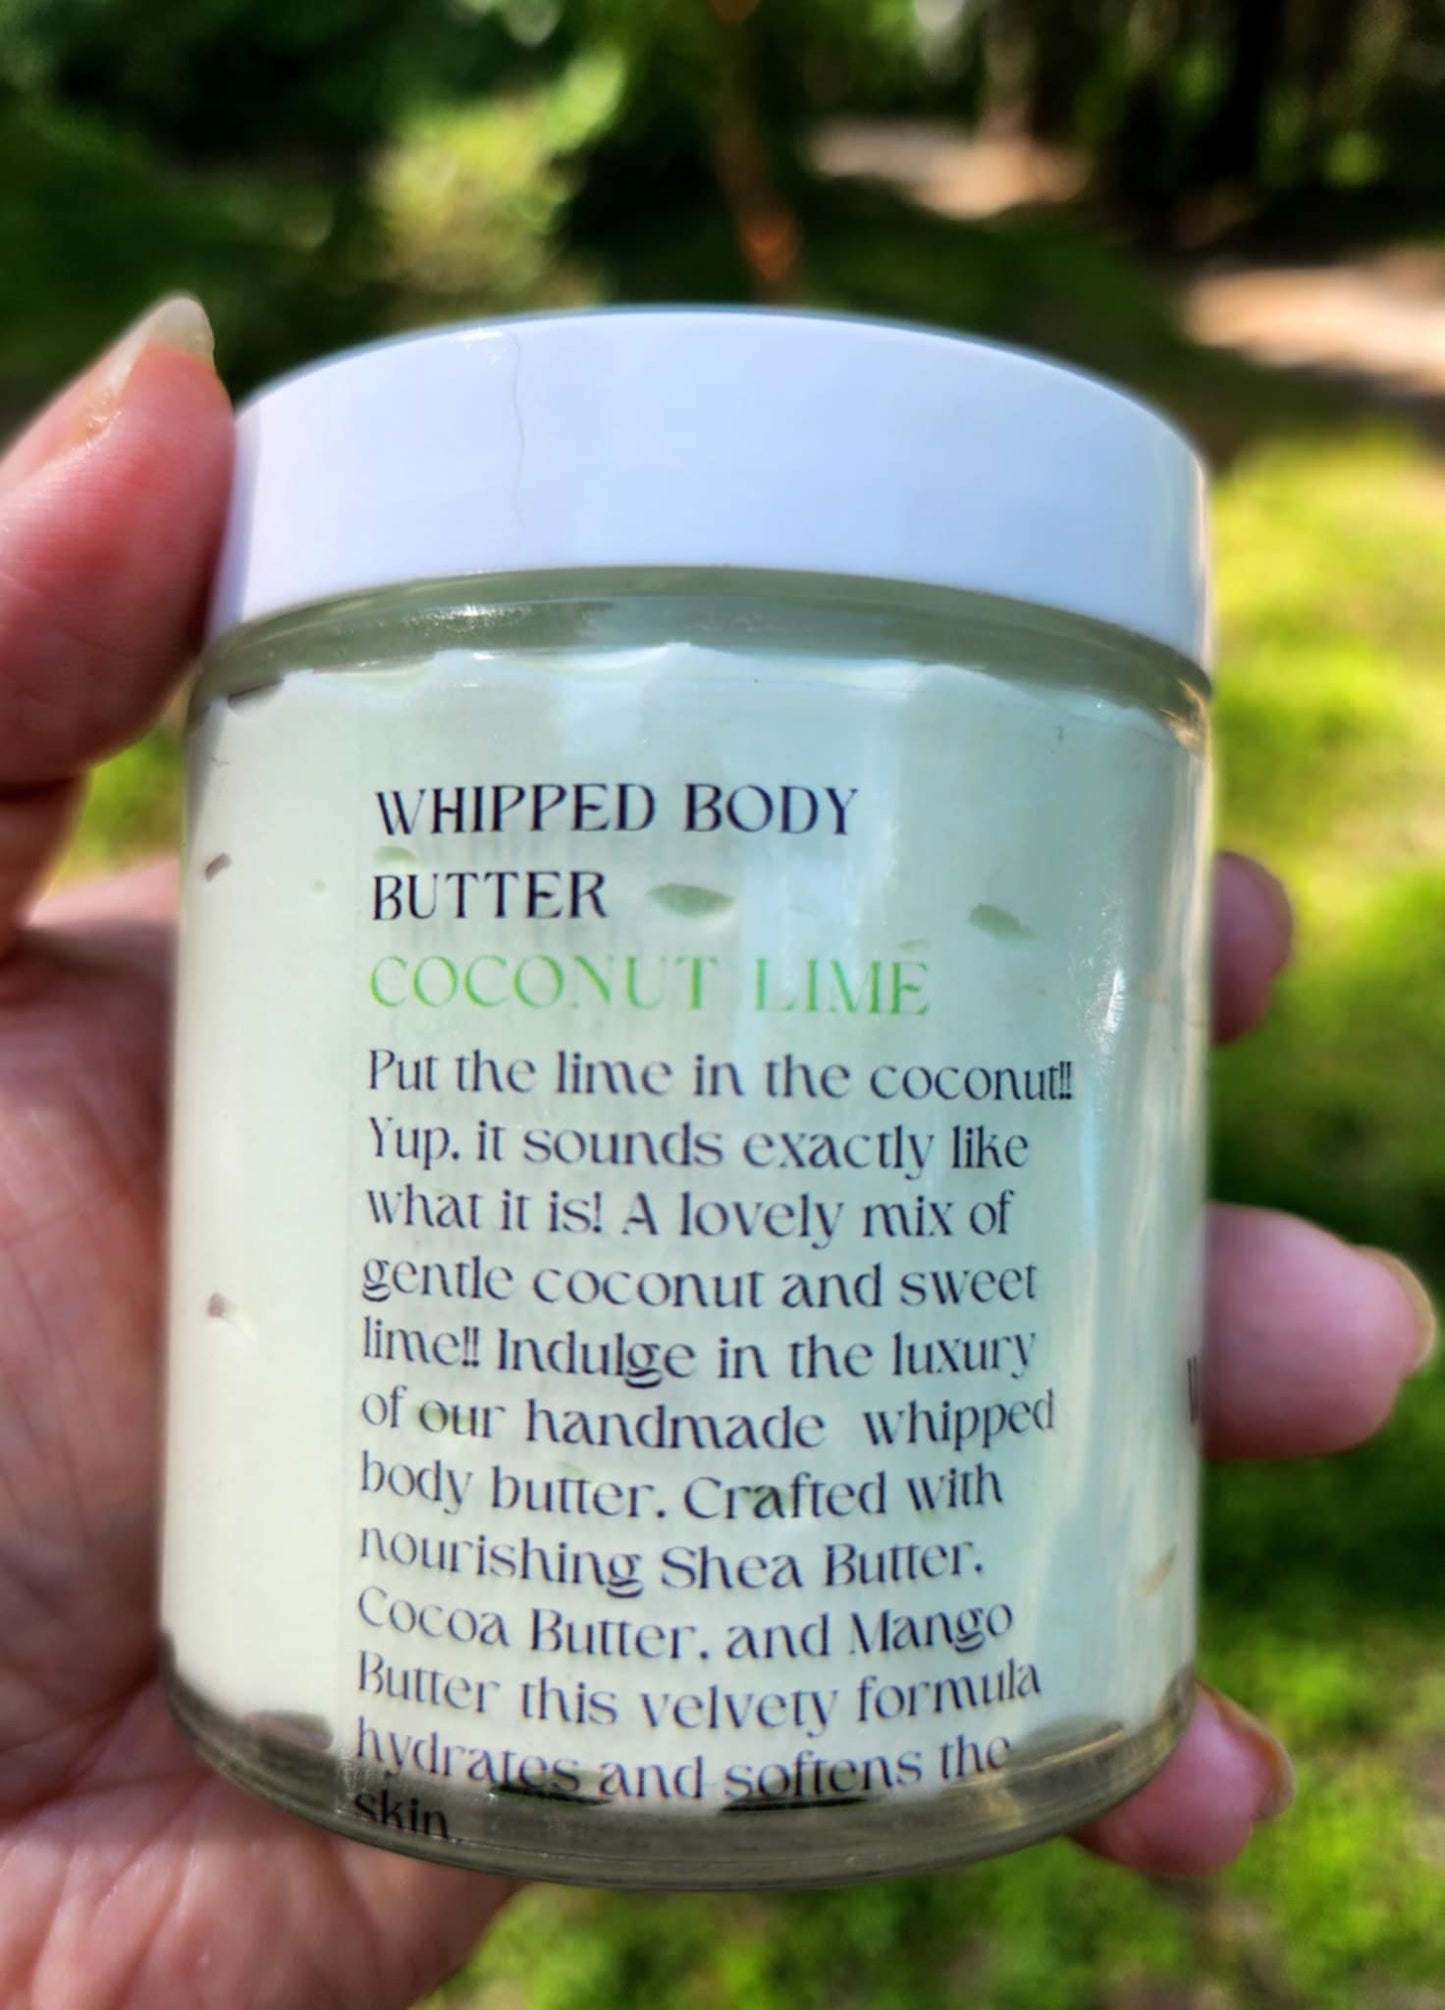 WHIPPED BODY
BUTTER
COCONUT LIME
Put the lime in the coconut!!
Yup, it sounds exactly like
what it is! A lovely mix of
gentle coconut and sweet
lime!! Indulge in the luxury
of our handmade whipped
body butter. Crafted with
nourishing Shea Butter,
Cocoa Butter, and Mango
Butter this velvety formula
hydrates and softens the
skin.